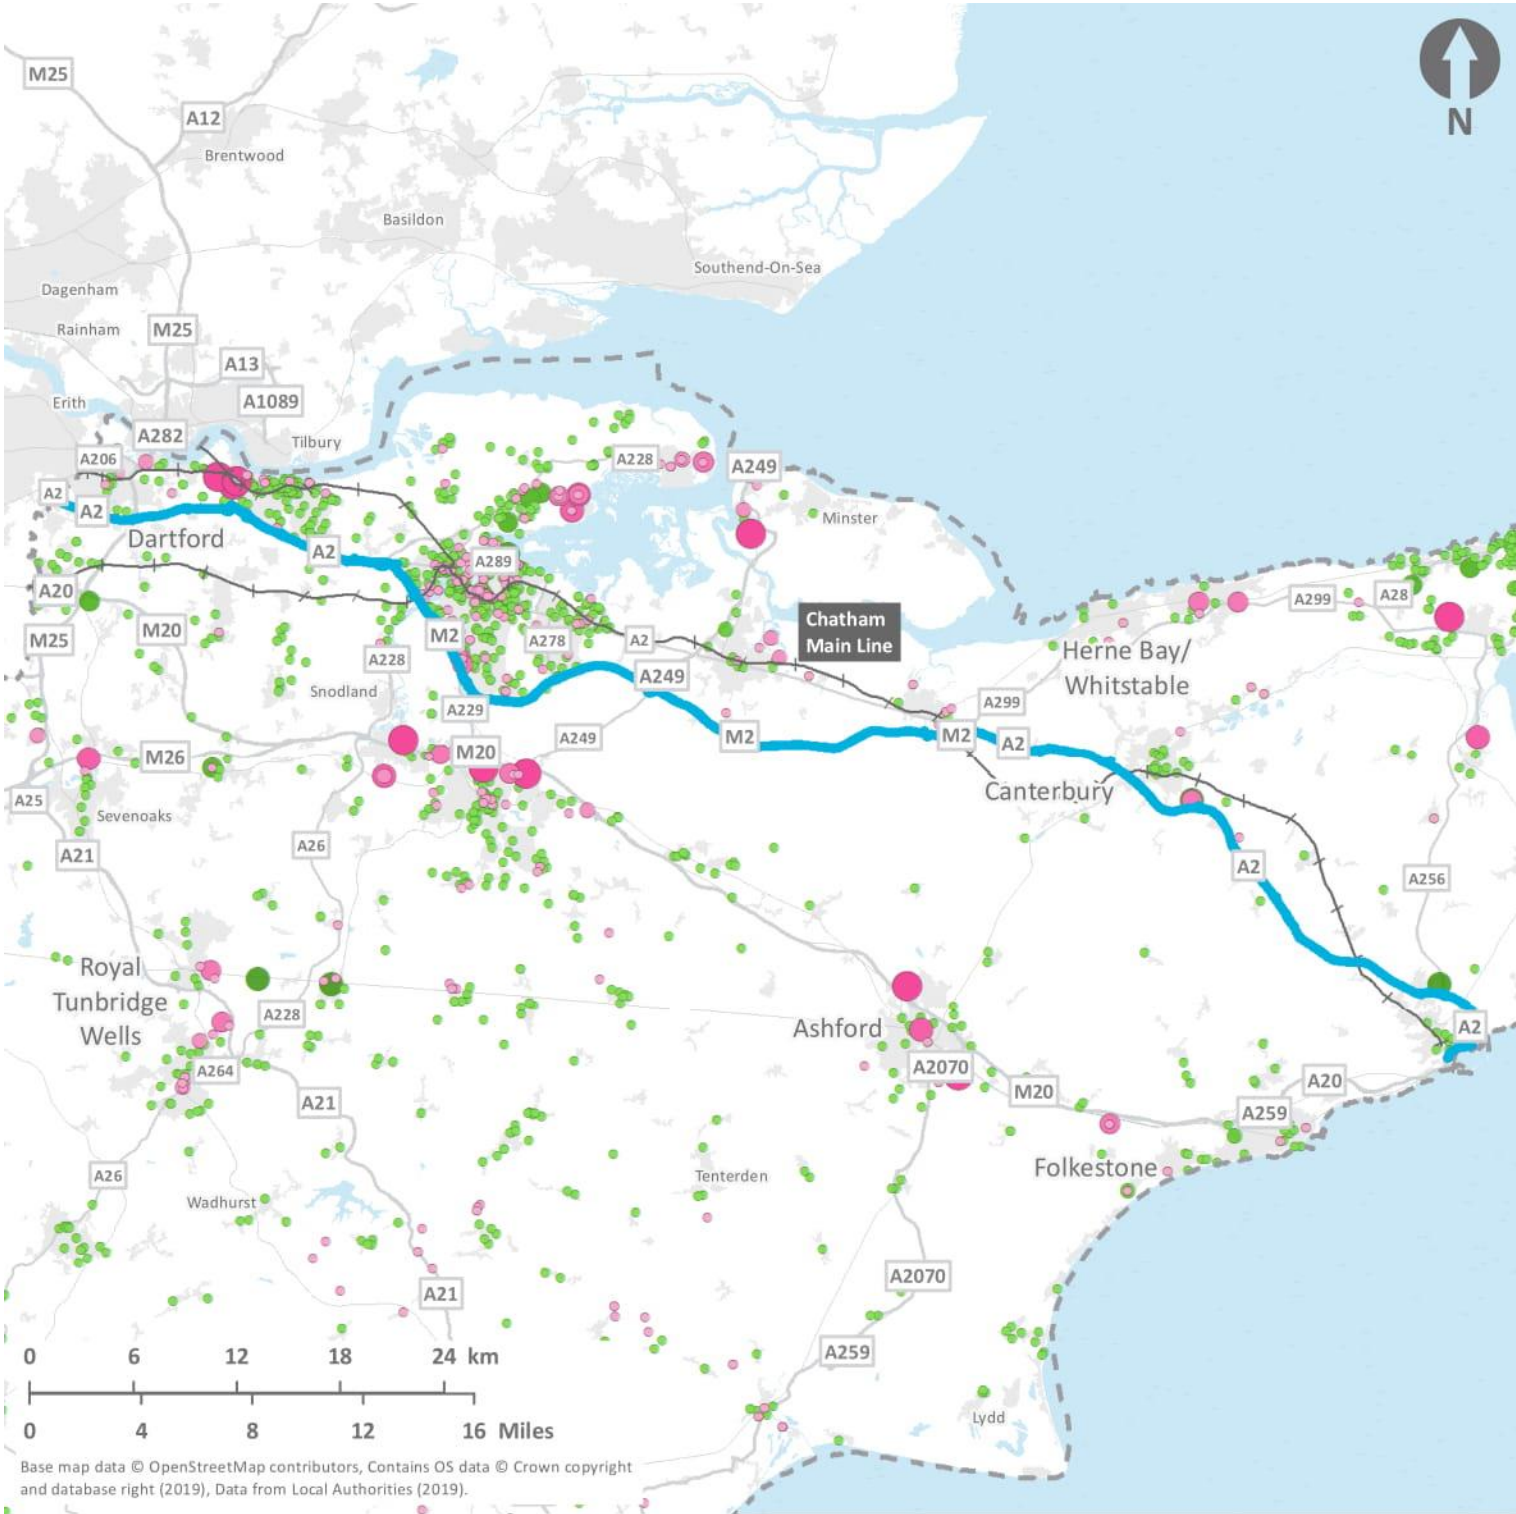 M25
A12
N
Brentwood
Basildon
Southend-On-Sea
Dagenham
Rainham
M25
A13
A1089
Erith
Tilbury
A282
A206
A228
A249
A2
A2
Minster
Dartford
A2
A289
A20
A299
A28
M20
M25
Chatham
Main Line
M2
A278
A2
A228
Herne Bay/
Whitstable
A249
Snodland
A229
A299
M2
M2
A2
A249
M20
M26
Canterbury
A25
Sevenoaks
A26
A21
A2
A256
Royal
Tunbridge
Wells
A228
Ashford
A2
A264
A2070
M20
A20
A21
A259
Folkestone
A26
Tenterden
Wadhurst
A2070
A21
A259
0 6 12 18 24 km
0 4 8 12 16 Miles
Lydd
Base map data © OpenStreetMap contributors, Contains OS data © Crown copyright
and database right (2019), Data from Local Authorities (2019).